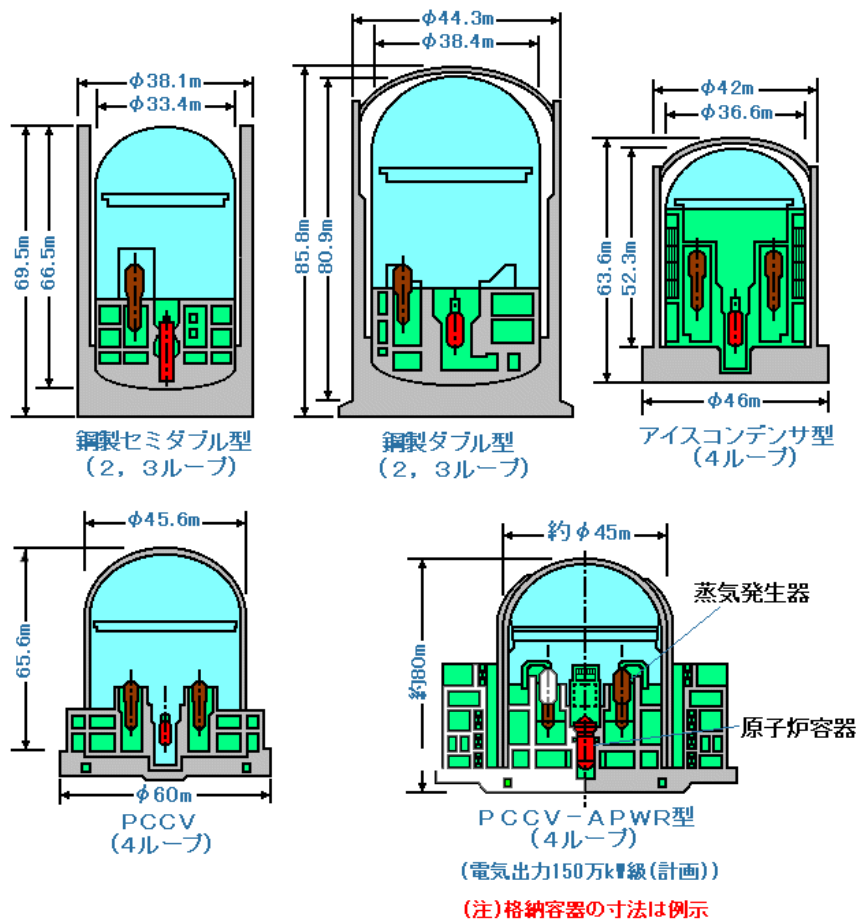 φ38.1m
φ33.4m
69.5m
66.5m
鋼製セミダブル型
(2, 3ループ)
φ44.3m
φ38.4m
85.8m
80.9m
鋼製ダブル型
(2, 3ループ)
φ42m
φ36.6m
63.6m
52.3m
φ46m
アイスコンデンサ型
(4ループ)
φ45.6m
65.6m
φ60m
PCCV
(4ループ)
約φ45m
約80m
蒸気発生器
原子炉容器
PCCV-APWR型
(4ループ)
(電気出力150万kW級(計画))
(注)格納容器の寸法は例示